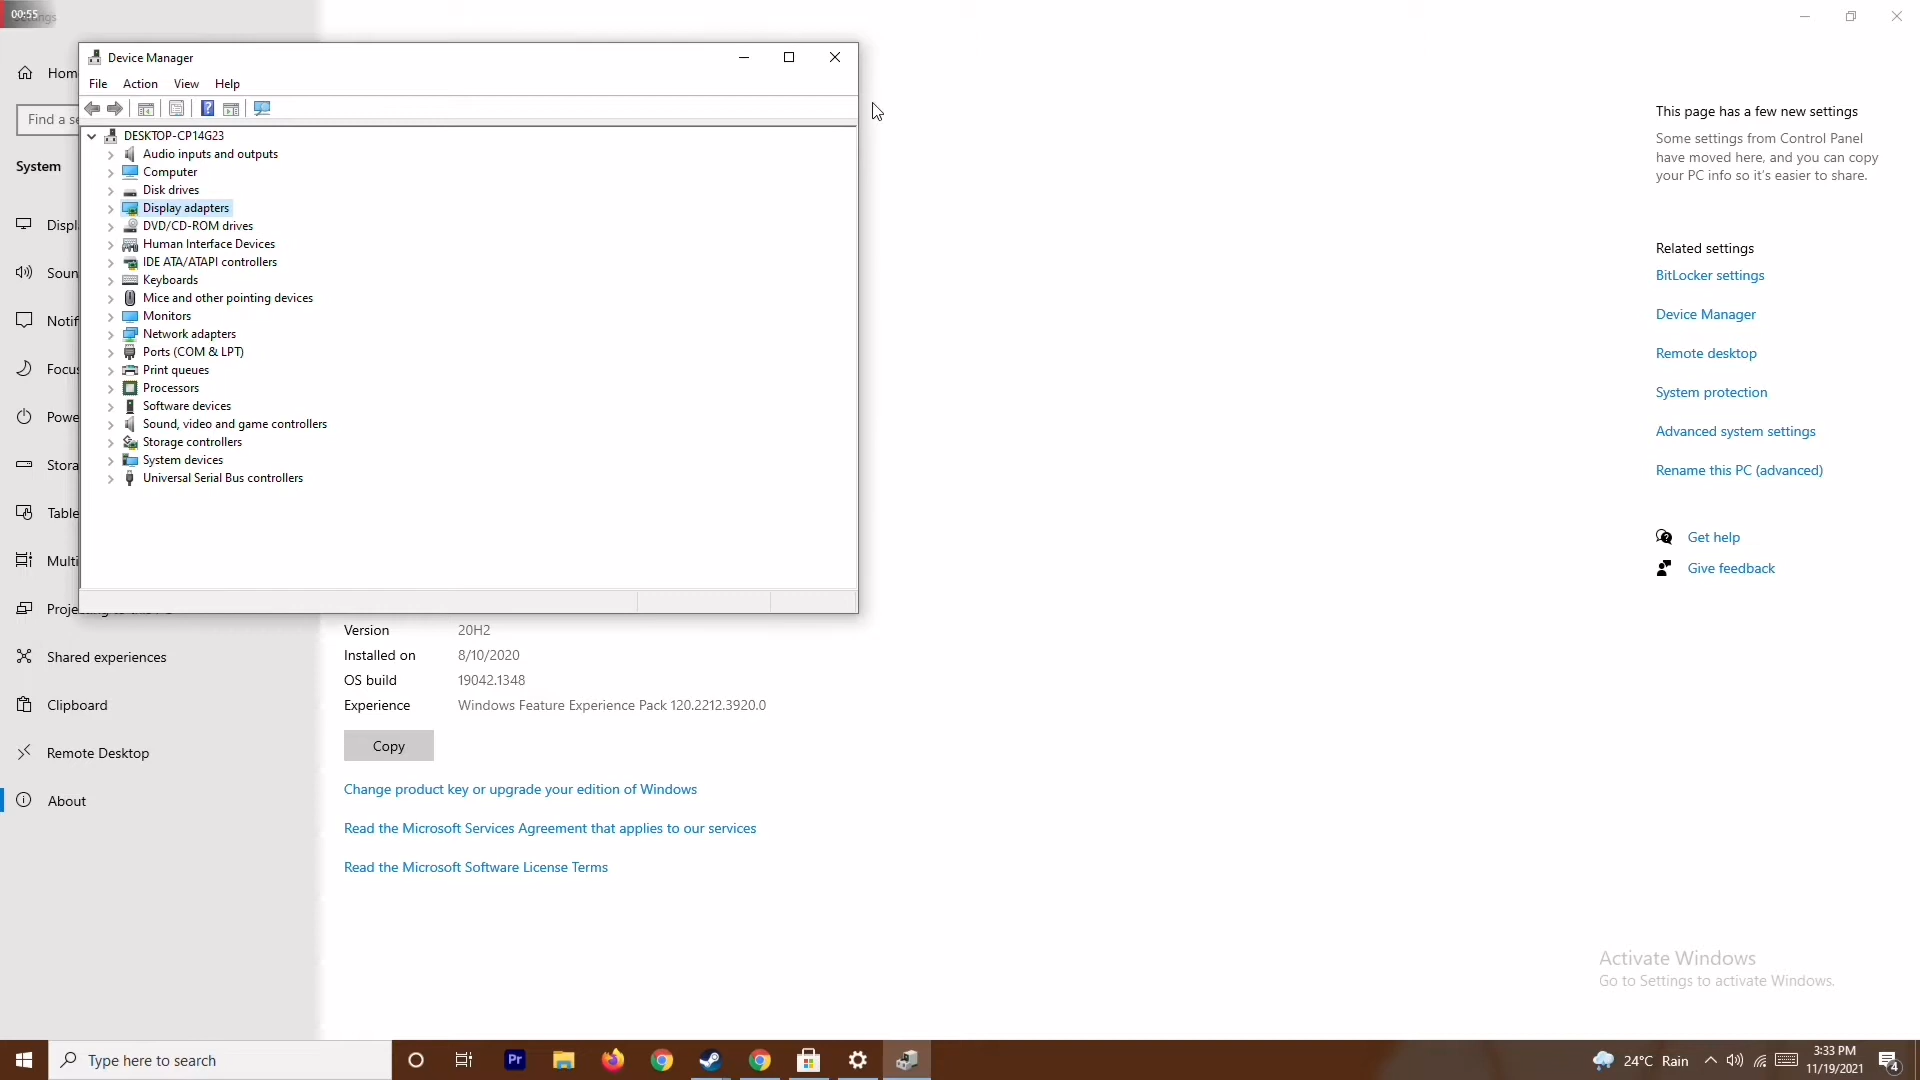 00:55
Settings
Device Manager
File Action View Help
Home
Find a se
System
DESKTOP-CP14G23
Audio inputs and outputs
Computer
Disk drives
Display adapters
DVD/CD-ROM drives
Human Interface Devices
IDE ATA/ATAPI controllers
Keyboards
Mice and other pointing devices
Monitors
Network adapters
Ports (COM & LPT)
Print queues
Processors
Software devices
Sound, video and game controllers
Storage controllers
System devices
Universal Serial Bus controllers
Displ
Soun
Notif
Focus
Powe
Stora
Table
Multi
Projecting to this PC
Shared experiences
Clipboard
Remote Desktop
About
Version 20H2
Installed on 8/10/2020
OS build 19042.1348
Experience Windows Feature Experience Pack 120.2212.3920.0
Copy
Change product key or upgrade your edition of Windows
Read the Microsoft Services Agreement that applies to our services
Read the Microsoft Software License Terms
This page has a few new settings
Some settings from Control Panel
have moved here, and you can copy
your PC info so it's easier to share.
Related settings
BitLocker settings
Device Manager
Remote desktop
System protection
Advanced system settings
Rename this PC (advanced)
Get help
Give feedback
Activate Windows
Go to Settings to activate Windows.
Type here to search
Pr
24°C Rain
3:33 PM
11/19/2021
4